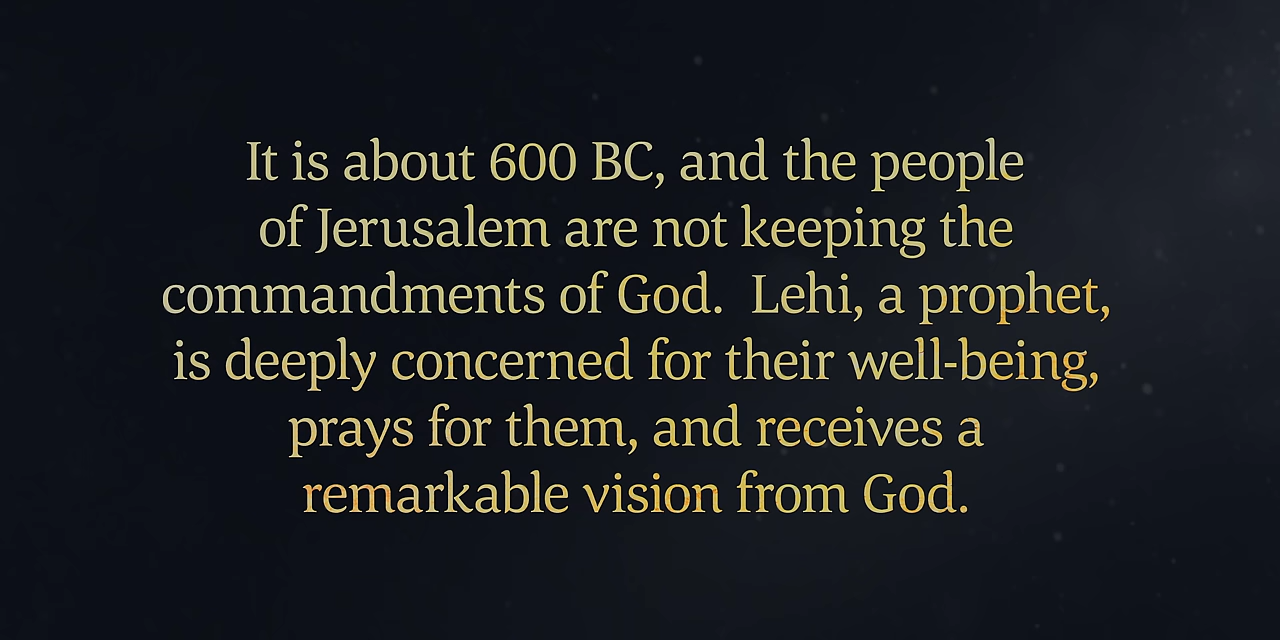 It is about 600 BC, and the people
of Jerusalem are not keeping the
commandments of God.  Lehi, a prophet,
is deeply concerned for their well-being,
prays for them, and receives a
remarkable vision from God.